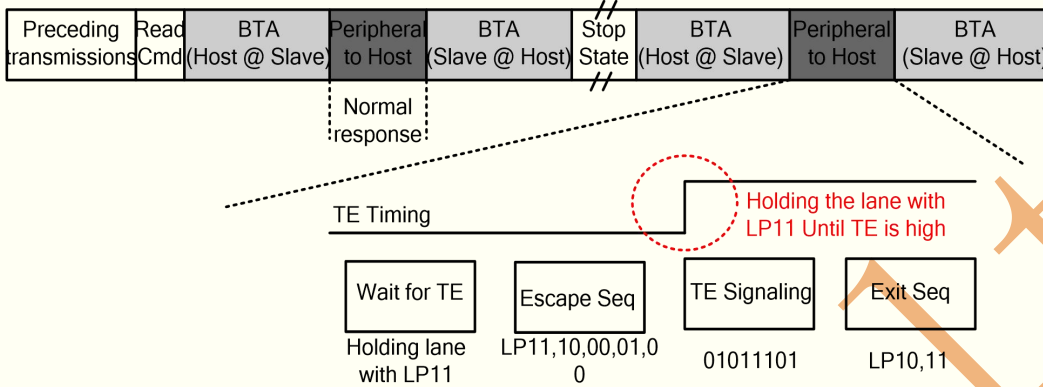 Preceding transmissions
Read Cmd
BTA
(Host @ Slave)
Peripheral to Host
BTA
(Slave @ Host)
Stop State
BTA
(Host @ Slave)
Peripheral to Host
BTA
(Slave @ Host)
Normal response
TE Timing
Holding the lane with
LP11 Until TE is high
Wait for TE
Escape Seq
TE Signaling
Exit Seq
Holding lane with LP11
LP11,10,00,01,0
0
01011101
LP10,11